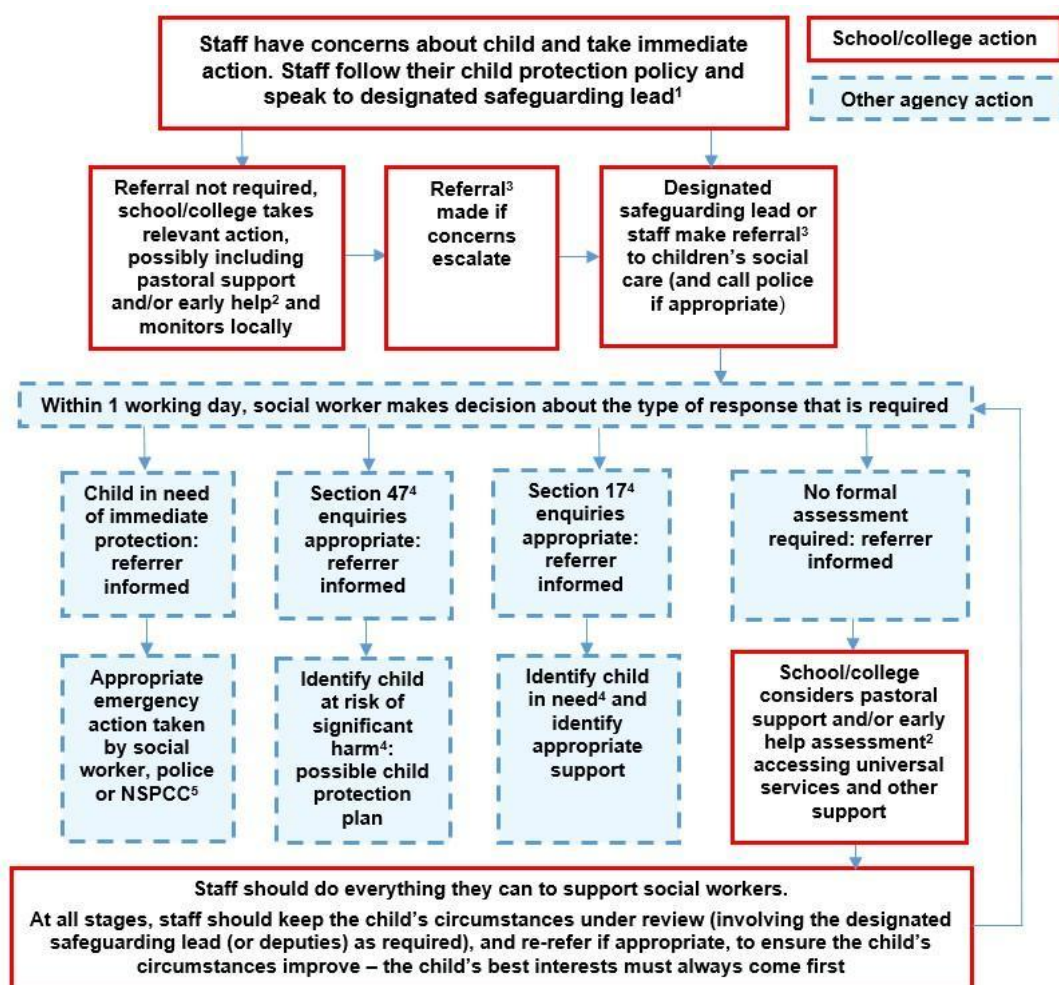 Staff have concerns about child and take immediate
action. Staff follow their child protection policy and
speak to designated safeguarding lead¹
School/college action
Other agency action
Referral not required,
school/college takes
relevant action,
possibly including
pastoral support
and/or early help² and
monitors locally
Referral³
made if
concerns
escalate
Designated
safeguarding lead or
staff make referral³
to children’s social
care (and call police
if appropriate)
Within 1 working day, social worker makes decision about the type of response that is required
Child in need
of immediate
protection:
referrer
informed
Section 47⁴
enquiries
appropriate:
referrer
informed
Section 17⁴
enquiries
appropriate:
referrer
informed
No formal
assessment
required: referrer
informed
Appropriate
emergency
action taken
by social
worker, police
or NSPCC⁵
Identify child
at risk of
significant
harm⁴:
possible child
protection
plan
Identify child
in need⁴ and
identify
appropriate
support
School/college
considers pastoral
support and/or early
help assessment²
accessing universal
services and other
support
Staff should do everything they can to support social workers.
At all stages, staff should keep the child’s circumstances under review (involving the designated
safeguarding lead (or deputies) as required), and re-refer if appropriate, to ensure the child’s
circumstances improve – the child’s best interests must always come first